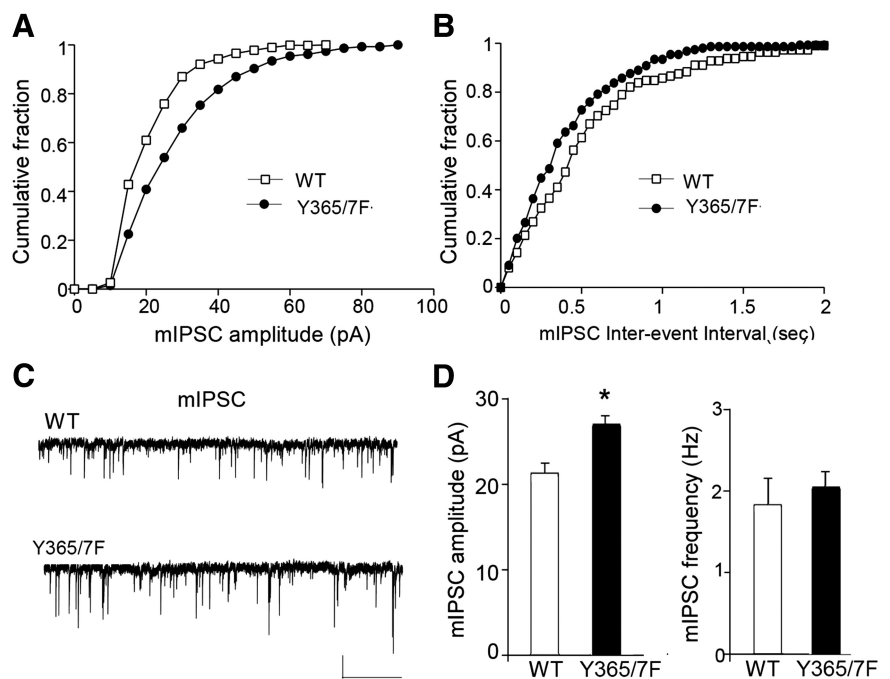 A
Cumulative fraction
1
0.8
0.6
0.4
0.2
0
20
40
60
80
100
mIPSC amplitude (pA)
WT
Y365/7F
B
Cumulative fraction
1
0.8
0.6
0.4
0.2
0
0
0.5
1
1.5
2
mIPSC Inter-event Interval (sec)
WT
Y365/7F
C
mIPSC
WT
Y365/7F
D
mIPSC amplitude (pA)
30
20
10
0
*
WT Y365/7F
mIPSC frequency (Hz)
3
2
1
0
WT Y365/7F